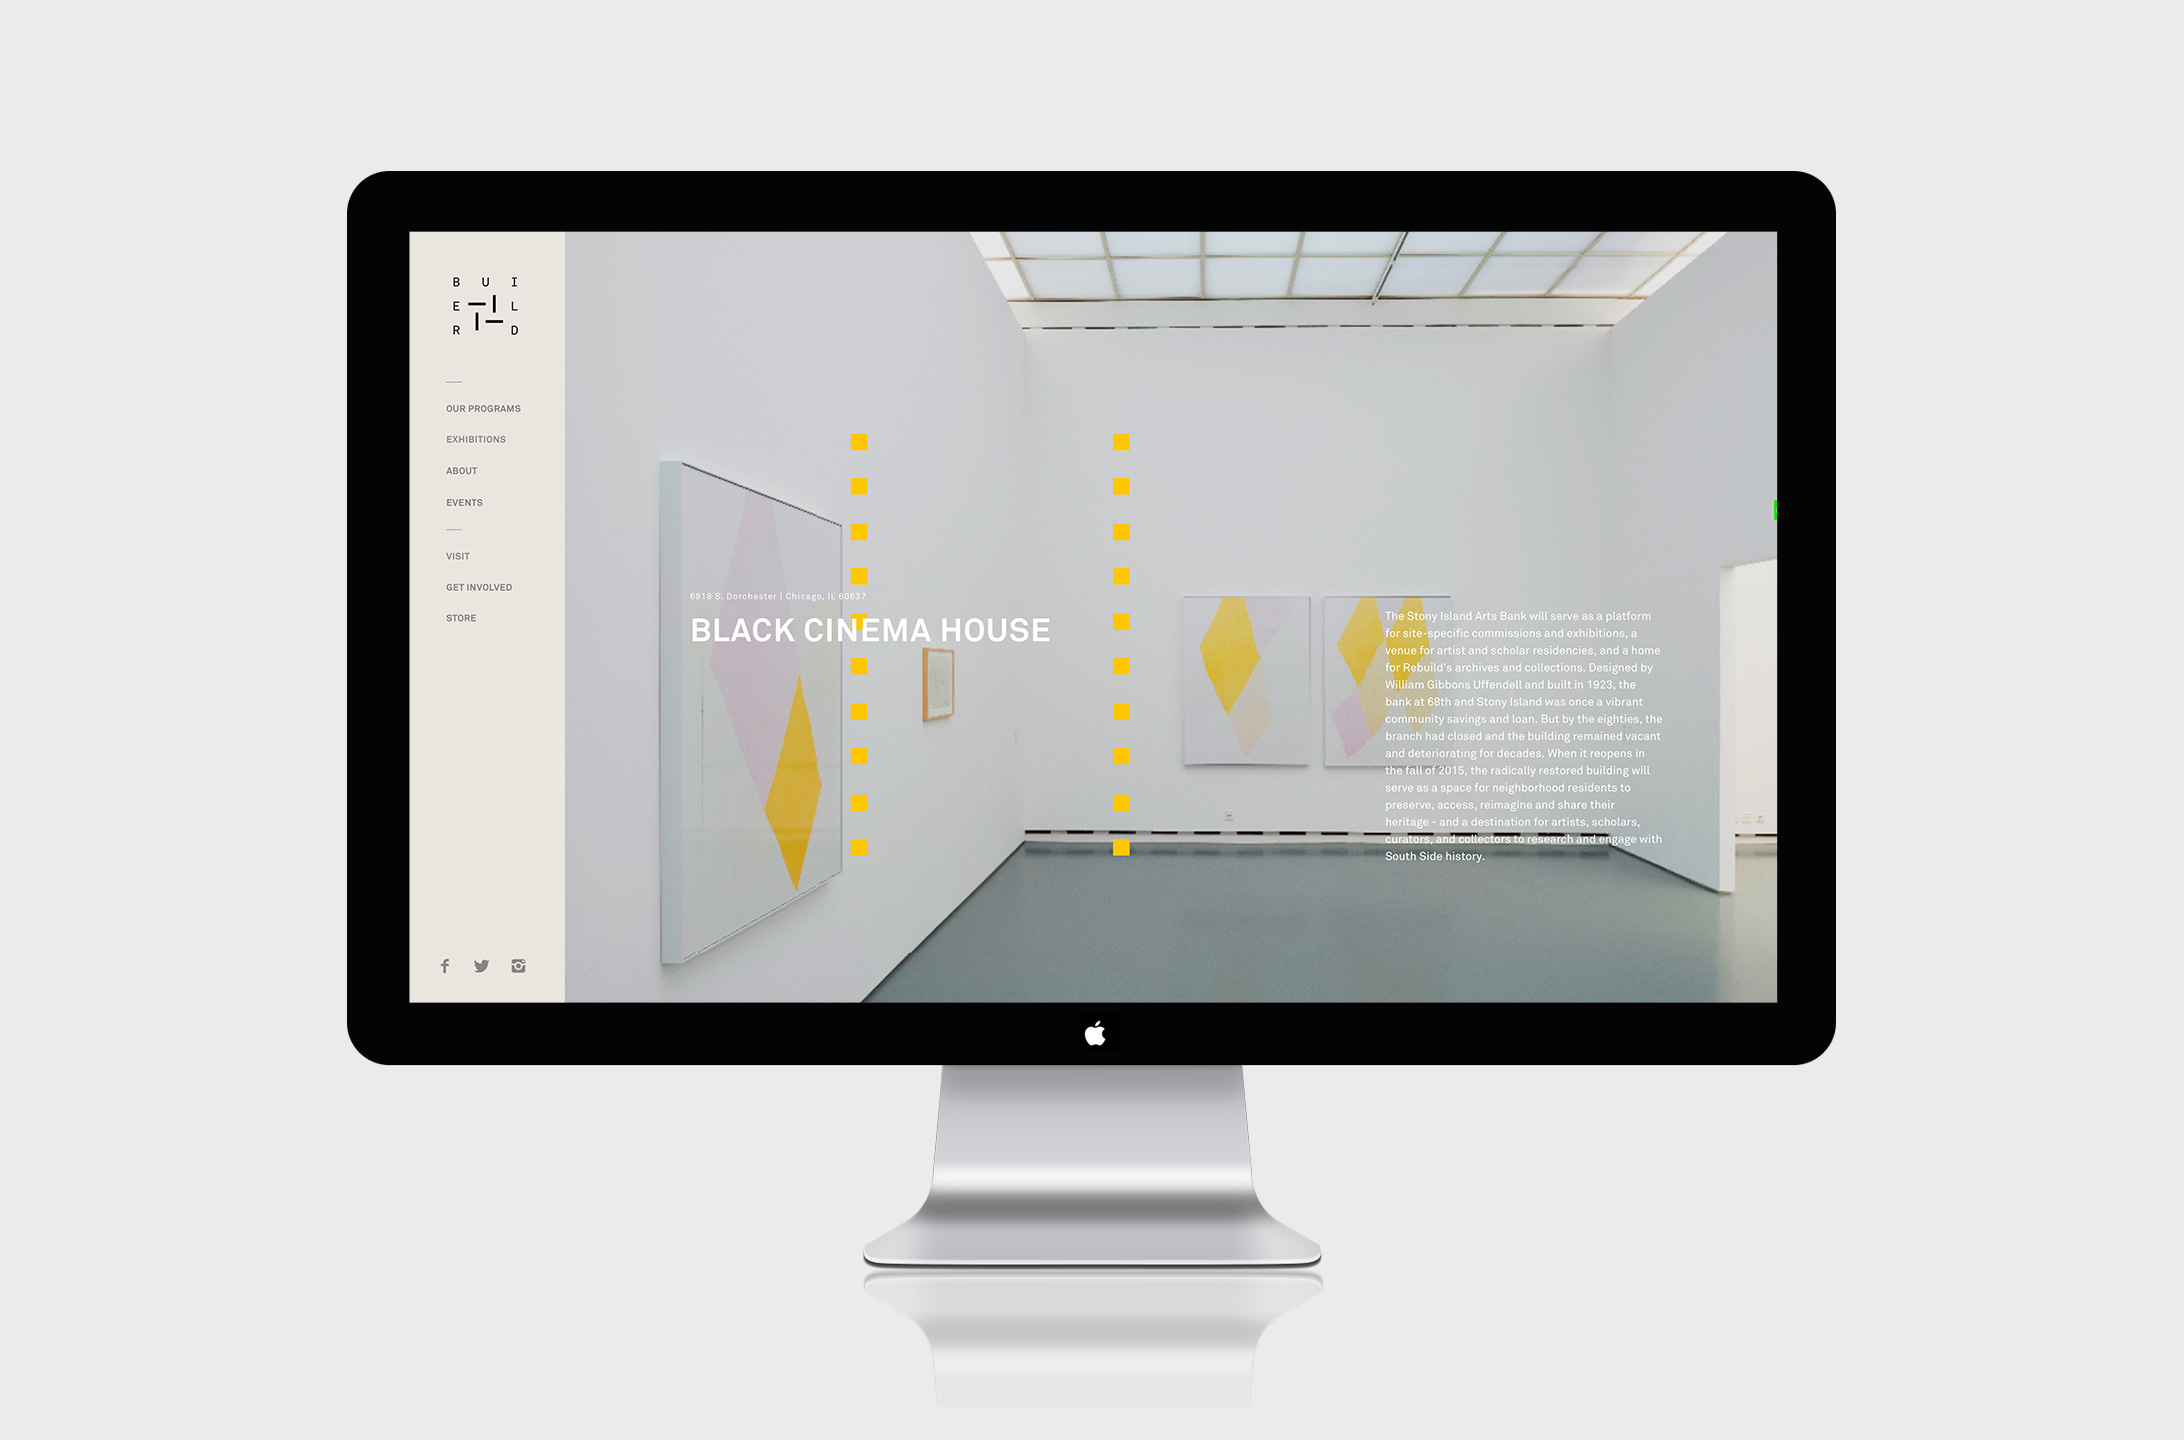 B U I
E L
R D
OUR PROGRAMS
EXHIBITIONS
ABOUT
EVENTS
VISIT
GET INVOLVED
STORE
6918 S. Dorchester | Chicago, IL 60637
BLACK CINEMA HOUSE
The Stony Island Arts Bank will serve as a platform
for site-specific commissions and exhibitions, a
venue for artist and scholar residencies, and a home
for Rebuild's archives and collections. Designed by
William Gibbons Uffendell and built in 1923, the
bank at 68th and Stony Island was once a vibrant
community savings and loan. But by the eighties, the
branch had closed and the building remained vacant
and deteriorating for decades. When it reopens in
the fall of 2015, the radically restored building will
serve as a space for neighborhood residents to
preserve, access, reimagine and share their
heritage - and a destination for artists, scholars,
curators, and collectors to research and engage with
South Side history.